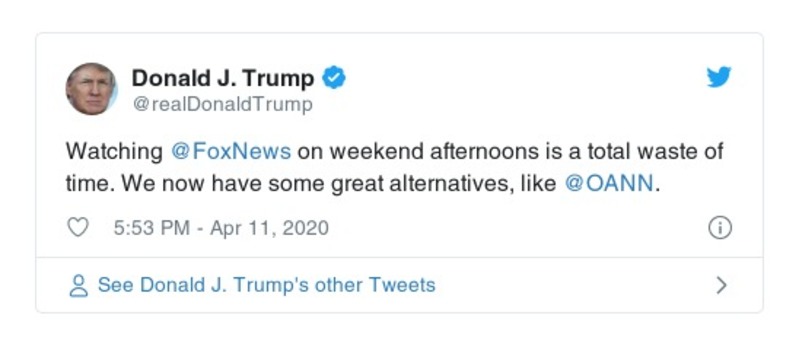 Donald J. Trump
@realDonaldTrump
Watching @FoxNews on weekend afternoons is a total waste of
time. We now have some great alternatives, like @OANN.
5:53 PM - Apr 11, 2020
See Donald J. Trump's other Tweets